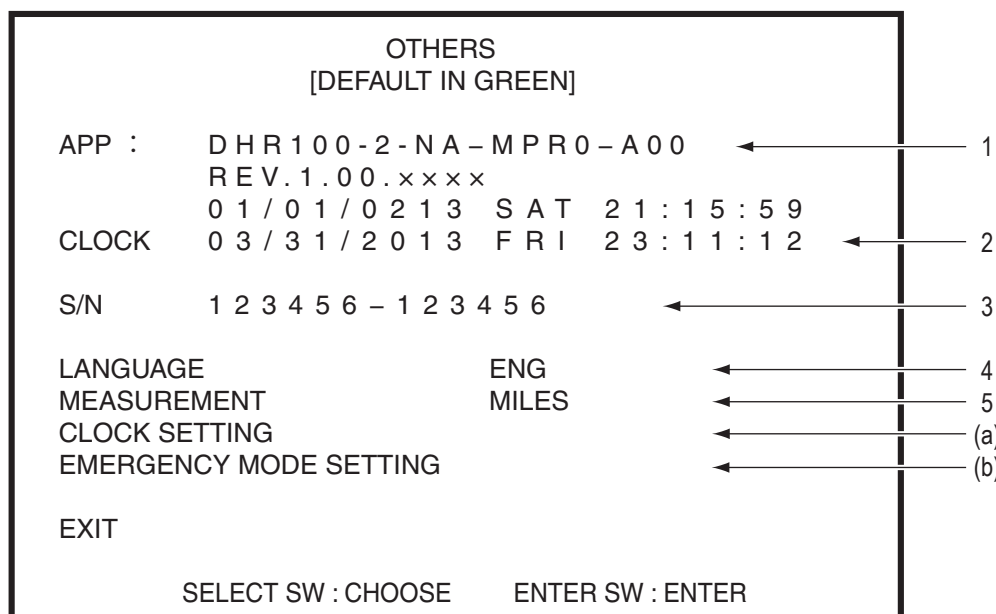 OTHERS
[DEFAULT IN GREEN]
APP : DHR100-2-NA–MPR0–A00 1
REV.1.00.××××
01/01/0213 SAT 21:15:59
CLOCK 03/31/2013 FRI 23:11:12 2
S/N 123456–123456 3
LANGUAGE ENG 4
MEASUREMENT MILES 5
CLOCK SETTING (a)
EMERGENCY MODE SETTING (b)
EXIT
SELECT SW : CHOOSE ENTER SW : ENTER